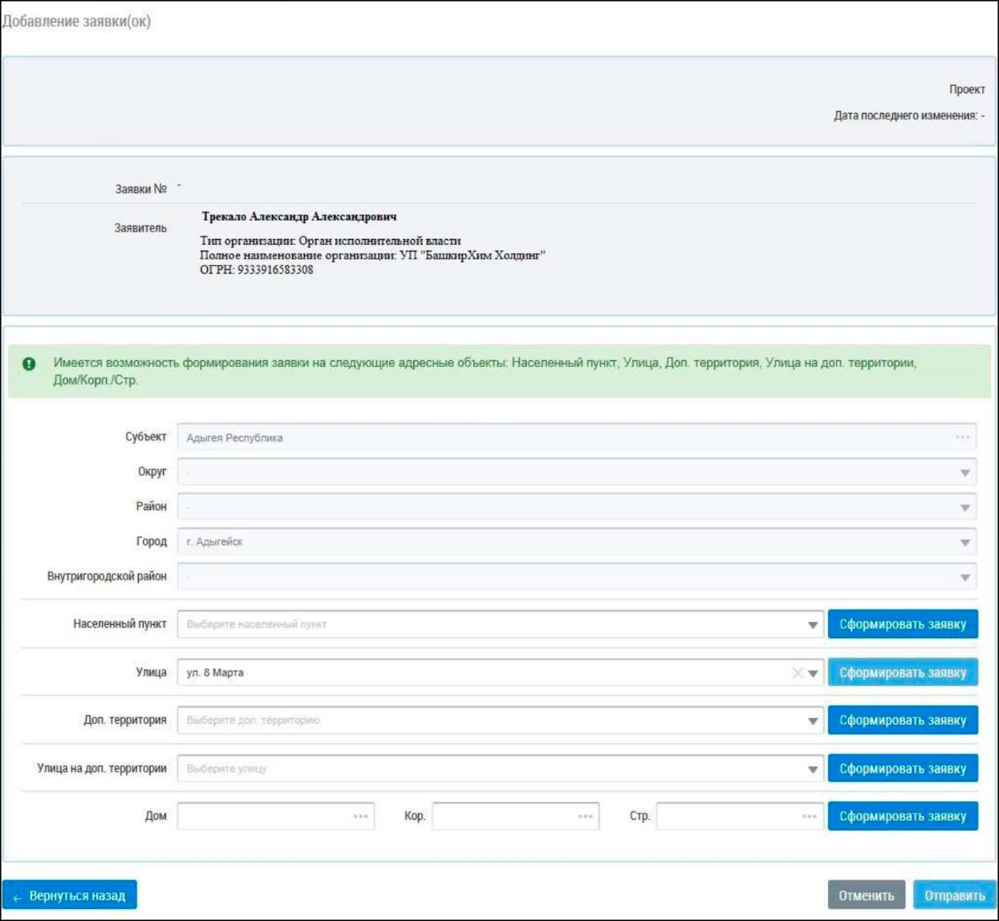 Добавление заявки(ок)
Проект
Дата последнего изменения: -
Заявки № -
Заявитель
Трекало Александр Александрович
Тип организации: Орган исполнительной власти
Полное наименование организации: УП "БашкирХим Холдинг"
ОГРН: 9333916583308
Имеется возможность формирования заявки на следующие адресные объекты: Населенный пункт, Улица, Доп. территория, Улица на доп. территории,
Дом/Корп./Стр.
Субъект Адыгея Республика ...
Округ -
Район -
Город г. Адыгейск
Внутригородской район -
Населенный пункт Выберите населенный пункт Сформировать заявку
Улица ул. 8 Марта Сформировать заявку
Доп. территория Выберите доп. территорию Сформировать заявку
Улица на доп. территории Выберите улицу Сформировать заявку
Дом ... Кор. ... Стр. ... Сформировать заявку
← Вернуться назад Отменить Отправить